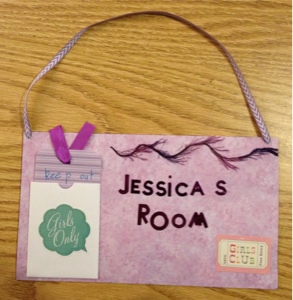 Keep out
Girls
Only
JESSICA S
ROOM
GIRLS
CLUB